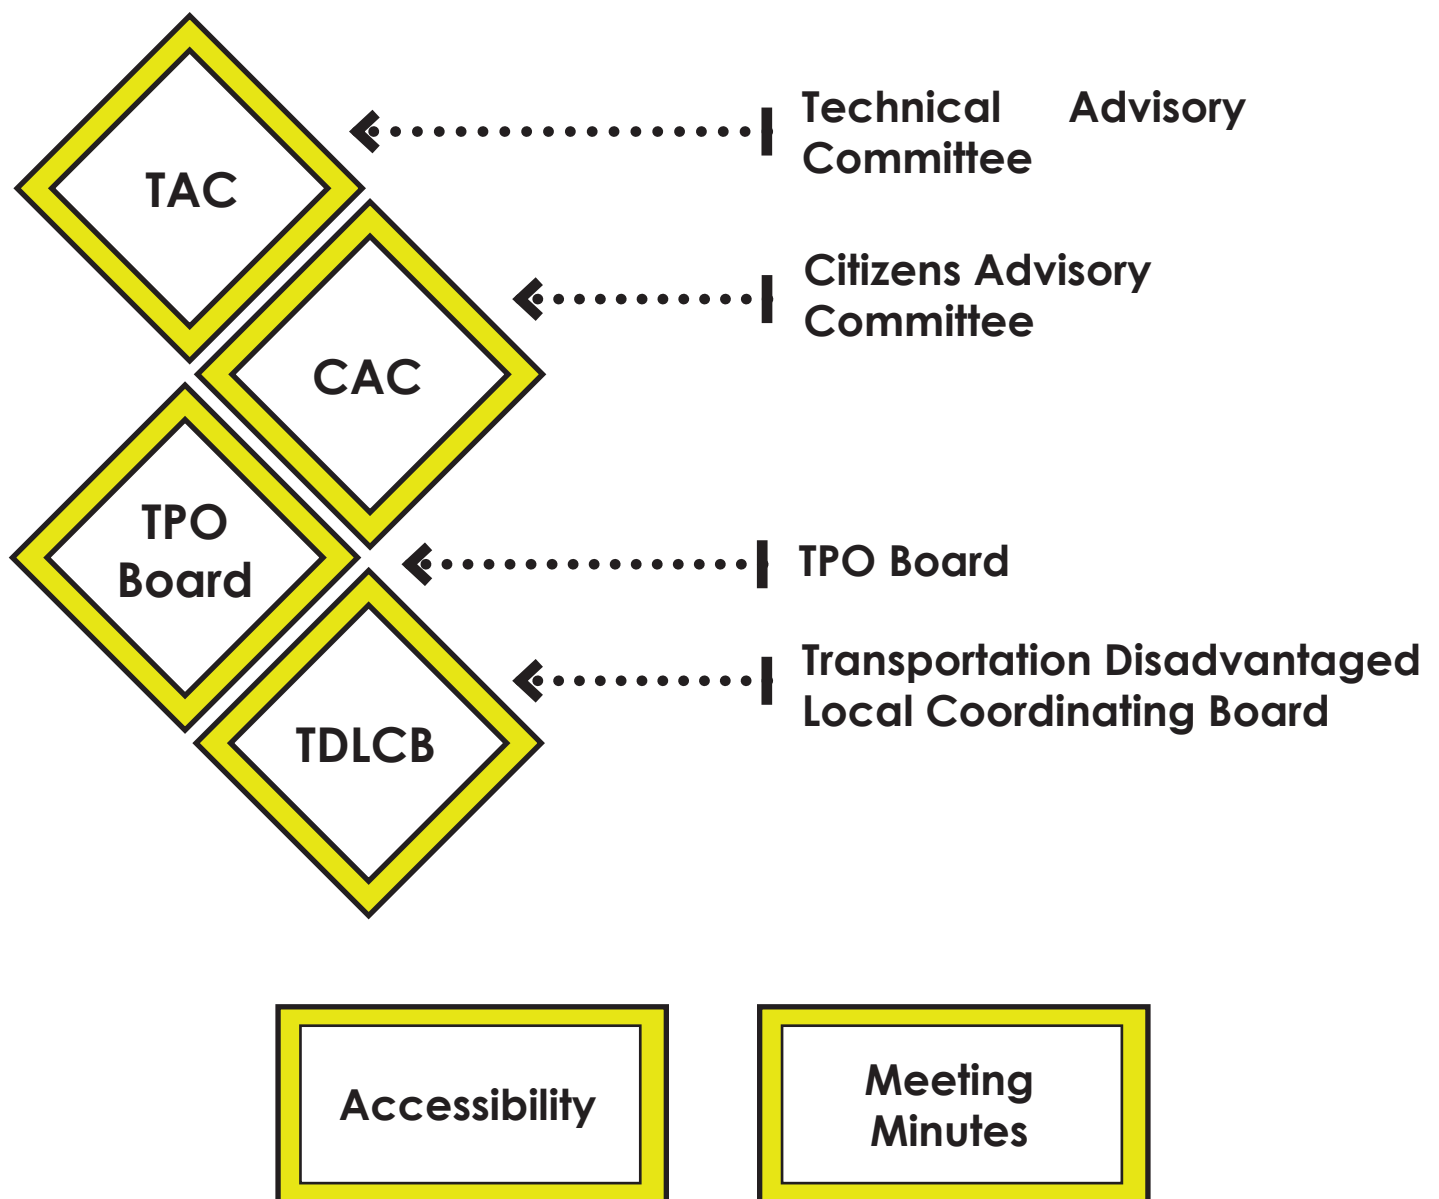 TAC
Technical Advisory
Committee
CAC
Citizens Advisory
Committee
TPO
Board
TPO Board
TDLCB
Transportation Disadvantaged
Local Coordinating Board
Accessibility
Meeting
Minutes